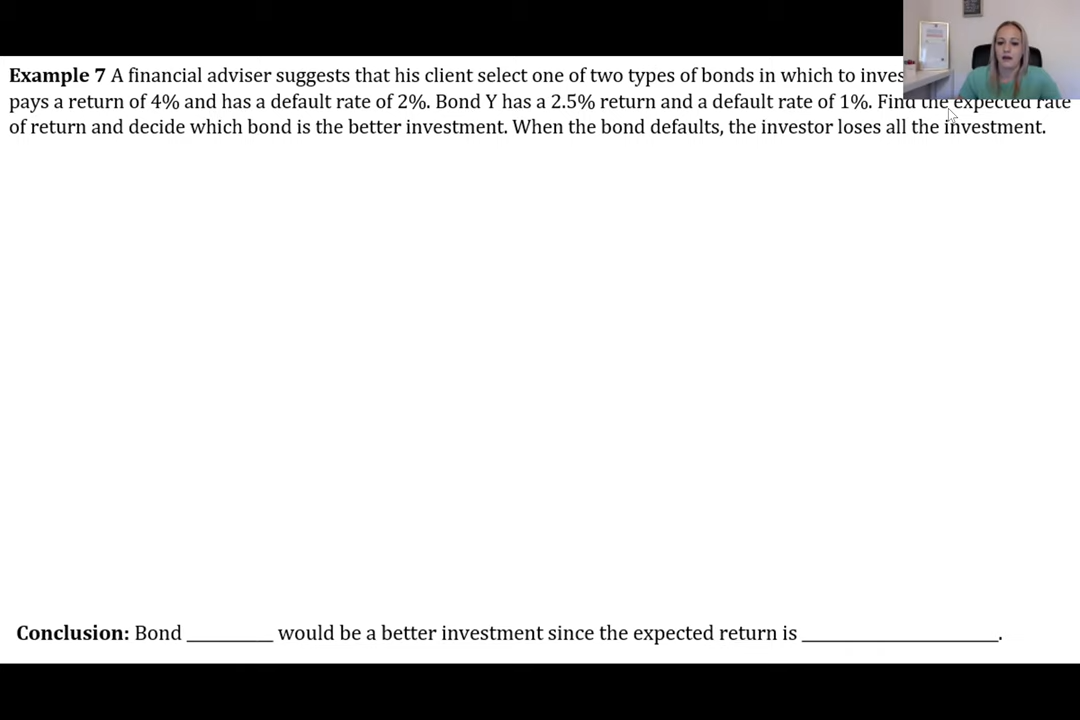 Example 7 A financial adviser suggests that his client select one of two types of bonds in which to
pays a return of 4% and has a default rate of 2%. Bond Y has a 2.5% return and a default rate of 1%. Find the expected rate
of return and decide which bond is the better investment. When the bond defaults, the investor loses all the investment.
Conclusion: Bond ________ would be a better investment since the expected return is ___________________.